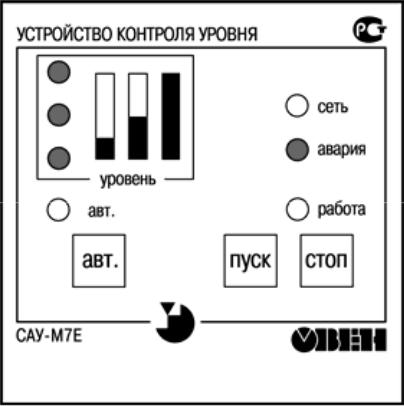 УСТРОЙСТВО КОНТРОЛЯ УРОВНЯ
сеть
авария
уровень
авт.
работа
авт.
пуск
стоп
САУ-М7Е
ОВЕН